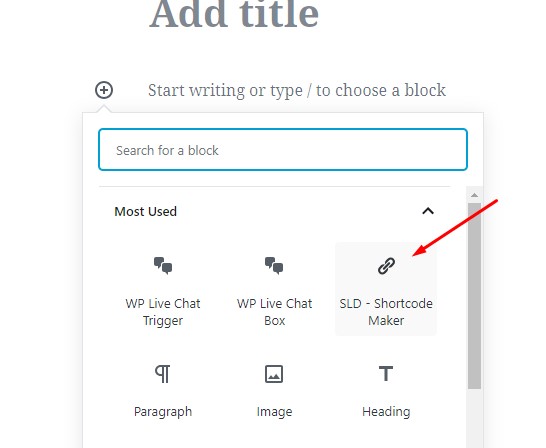 Add title
Start writing or type / to choose a block
Search for a block
Most Used
WP Live Chat
Trigger
WP Live Chat
Box
SLD - Shortcode
Maker
Paragraph
Image
Heading